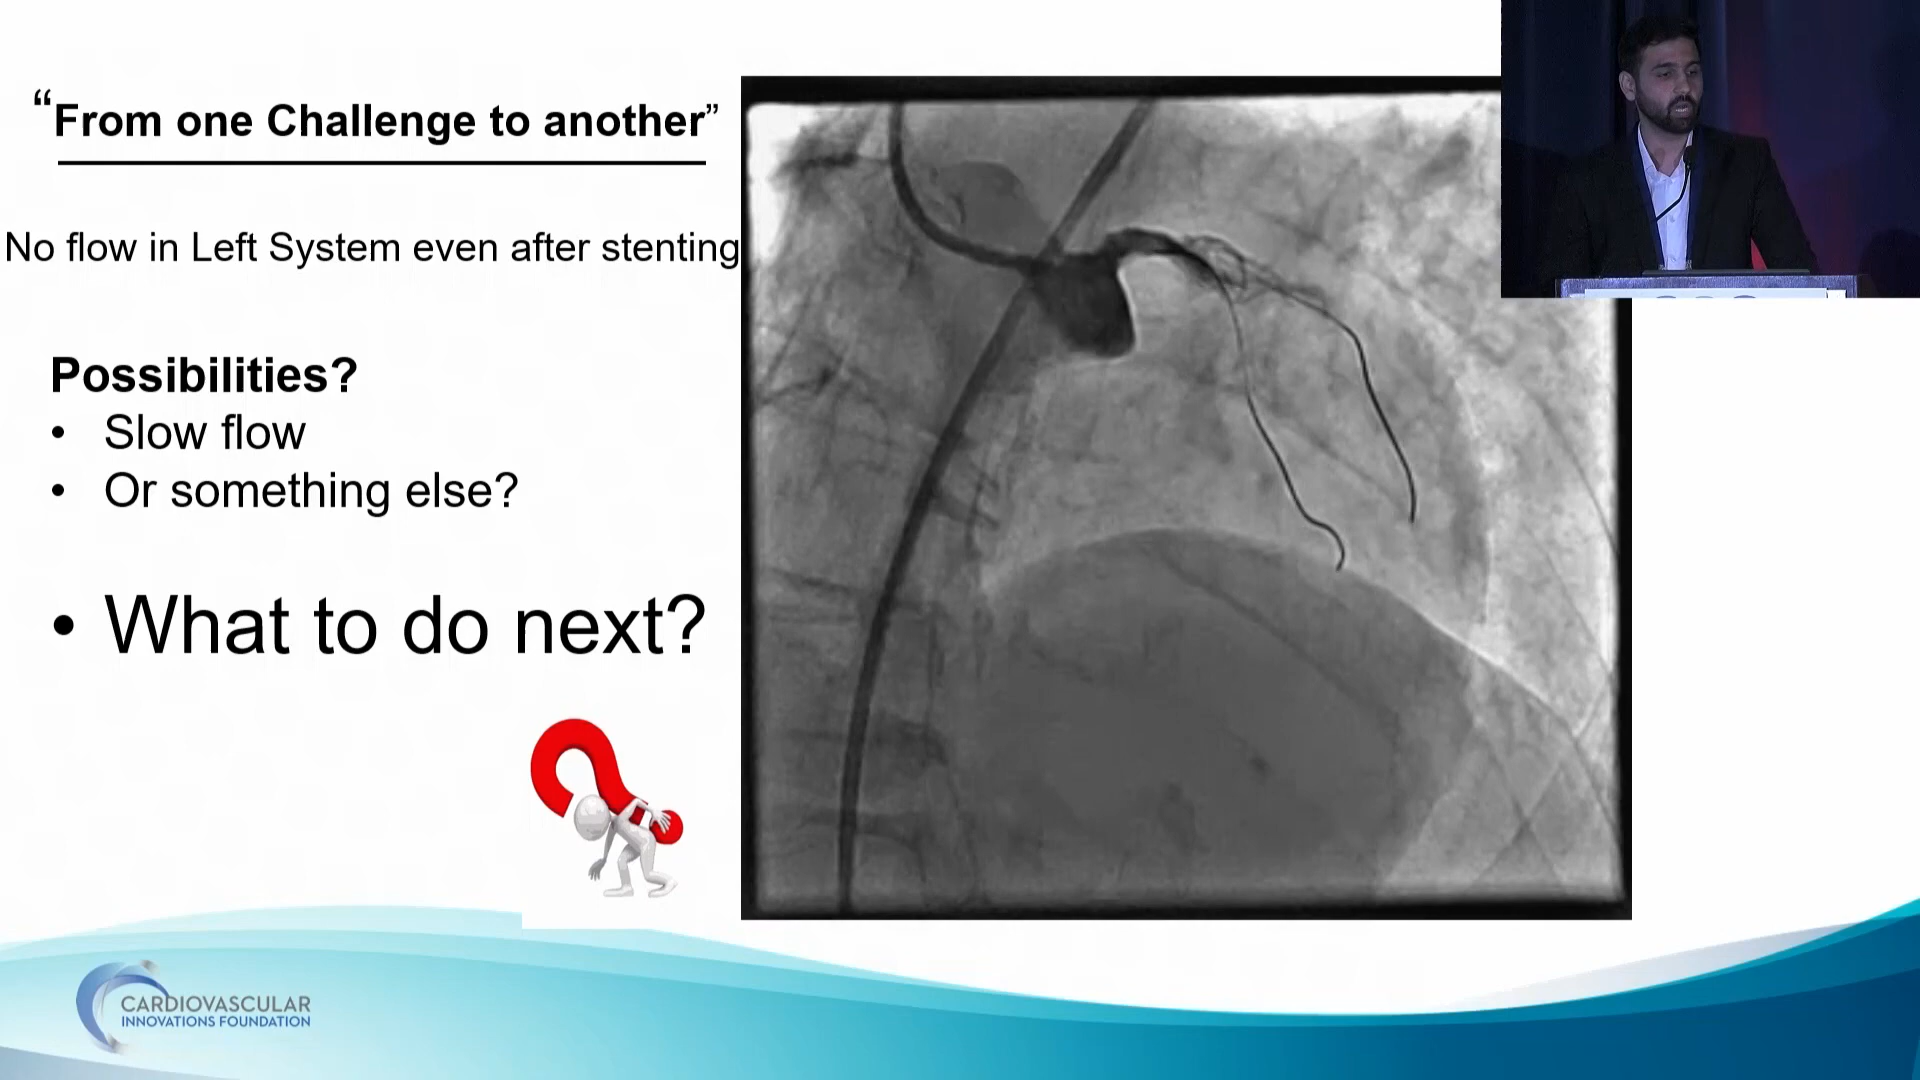 “From one Challenge to another”
No flow in Left System even after stenting
Possibilities?
• Slow flow
• Or something else?
• What to do next?
CARDIOVASCULAR
INNOVATIONS FOUNDATION